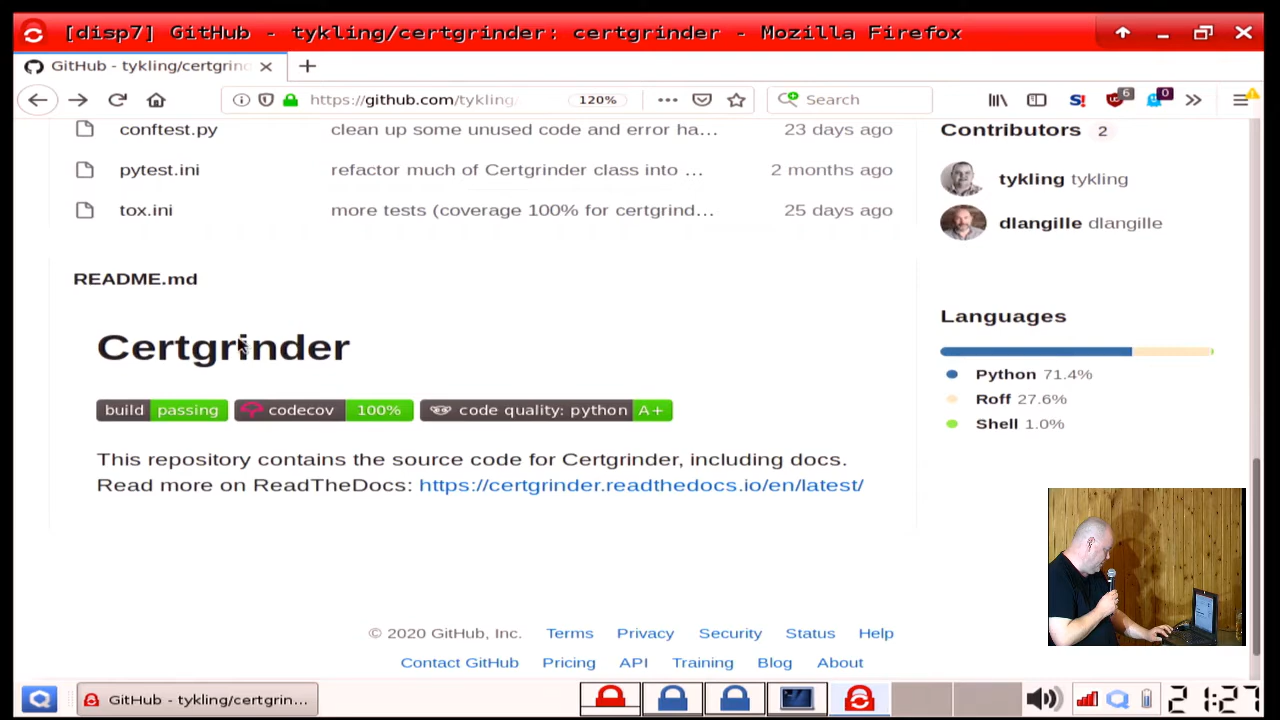 [disp7] GitHub - tykling/certgrinder: certgrinder - Mozilla Firefox
GitHub - tykling/certgrind
https://github.com/tykling. 120% Search 6 0
conftest.py clean up some unused code and error ha... 23 days ago
pytest.ini refactor much of Certgrinder class into ... 2 months ago
tox.ini more tests (coverage 100% for certgrind... 25 days ago
Contributors 2
tykling tykling
dlangille dlangille
README.md
Certgrinder
build passing codecov 100% code quality: python A+
This repository contains the source code for Certgrinder, including docs.
Read more on ReadTheDocs: https://certgrinder.readthedocs.io/en/latest/
Languages
Python 71.4%
Roff 27.6%
Shell 1.0%
© 2020 GitHub, Inc. Terms Privacy Security Status Help
Contact GitHub Pricing API Training Blog About
GitHub - tykling/certgrin...
21:27